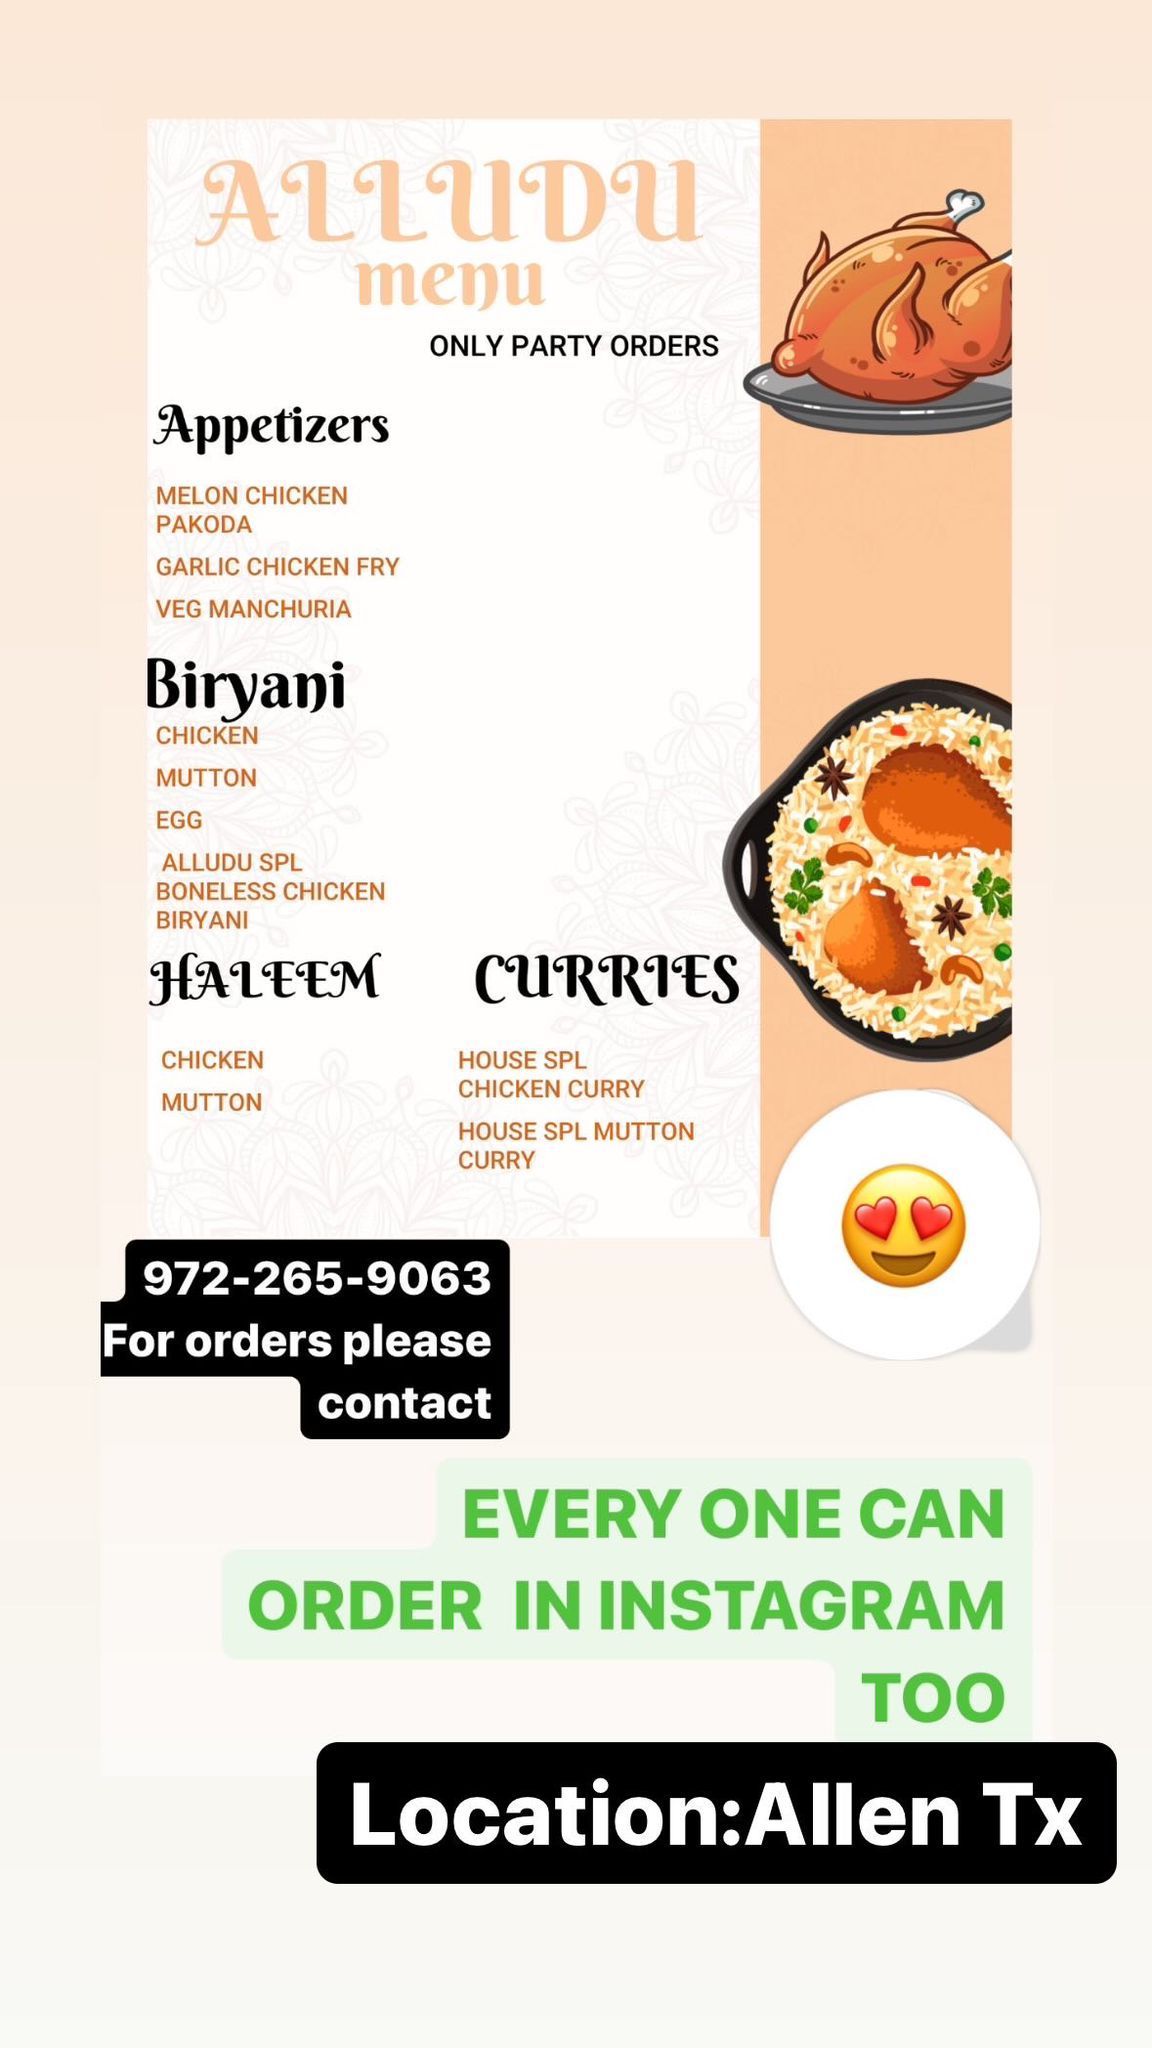 ALLUDU
menu
ONLY PARTY ORDERS
Appetizers
MELON CHICKEN
PAKODA
GARLIC CHICKEN FRY
VEG MANCHURIA
Biryani
CHICKEN
MUTTON
EGG
ALLUDU SPL
BONELESS CHICKEN
BIRYANI
HALEEM
CHICKEN
MUTTON
CURRIES
HOUSE SPL
CHICKEN CURRY
HOUSE SPL MUTTON
CURRY
972-265-9063
For orders please
contact
EVERY ONE CAN
ORDER IN INSTAGRAM
TOO
Location:Allen Tx